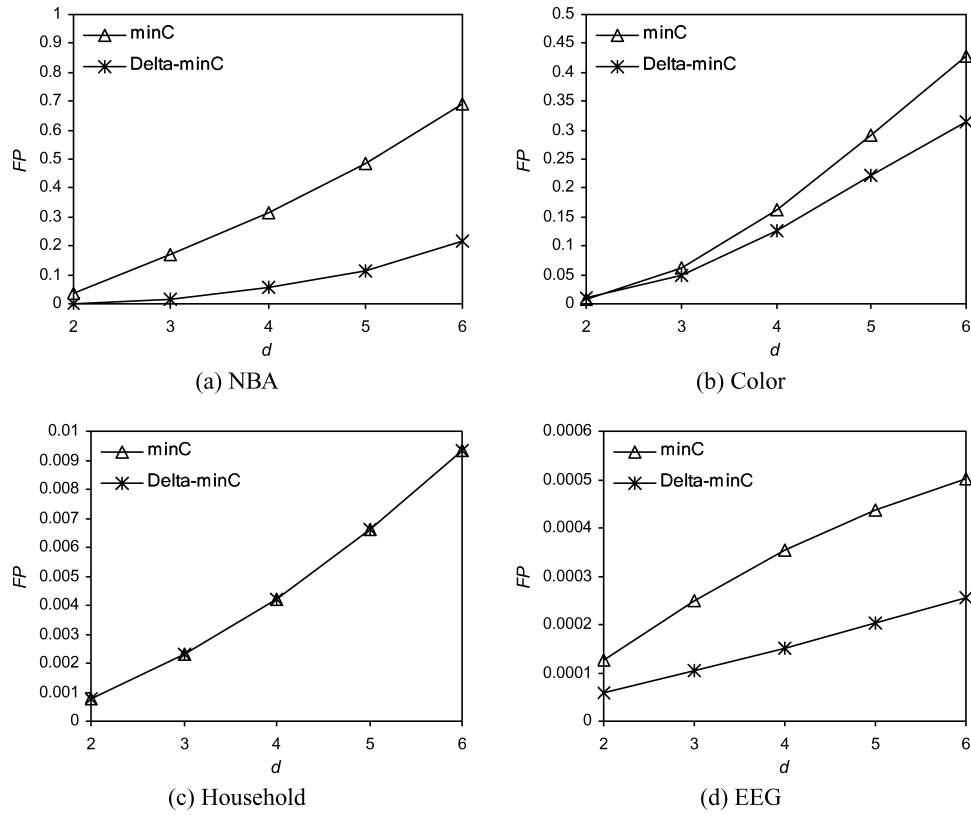 1
0.9
0.8
0.7
0.6
0.5
0.4
0.3
0.2
0.1
0
FP
minC
Delta-minC
2 3 4 5 6
d
(a) NBA
0.5
0.45
0.4
0.35
0.3
0.25
0.2
0.15
0.1
0.05
0
FP
minC
Delta-minC
2 3 4 5 6
d
(b) Color
0.01
0.009
0.008
0.007
0.006
0.005
0.004
0.003
0.002
0.001
0
FP
minC
Delta-minC
2 3 4 5 6
d
(c) Household
0.0006
0.0005
0.0004
0.0003
0.0002
0.0001
0
FP
minC
Delta-minC
2 3 4 5 6
d
(d) EEG